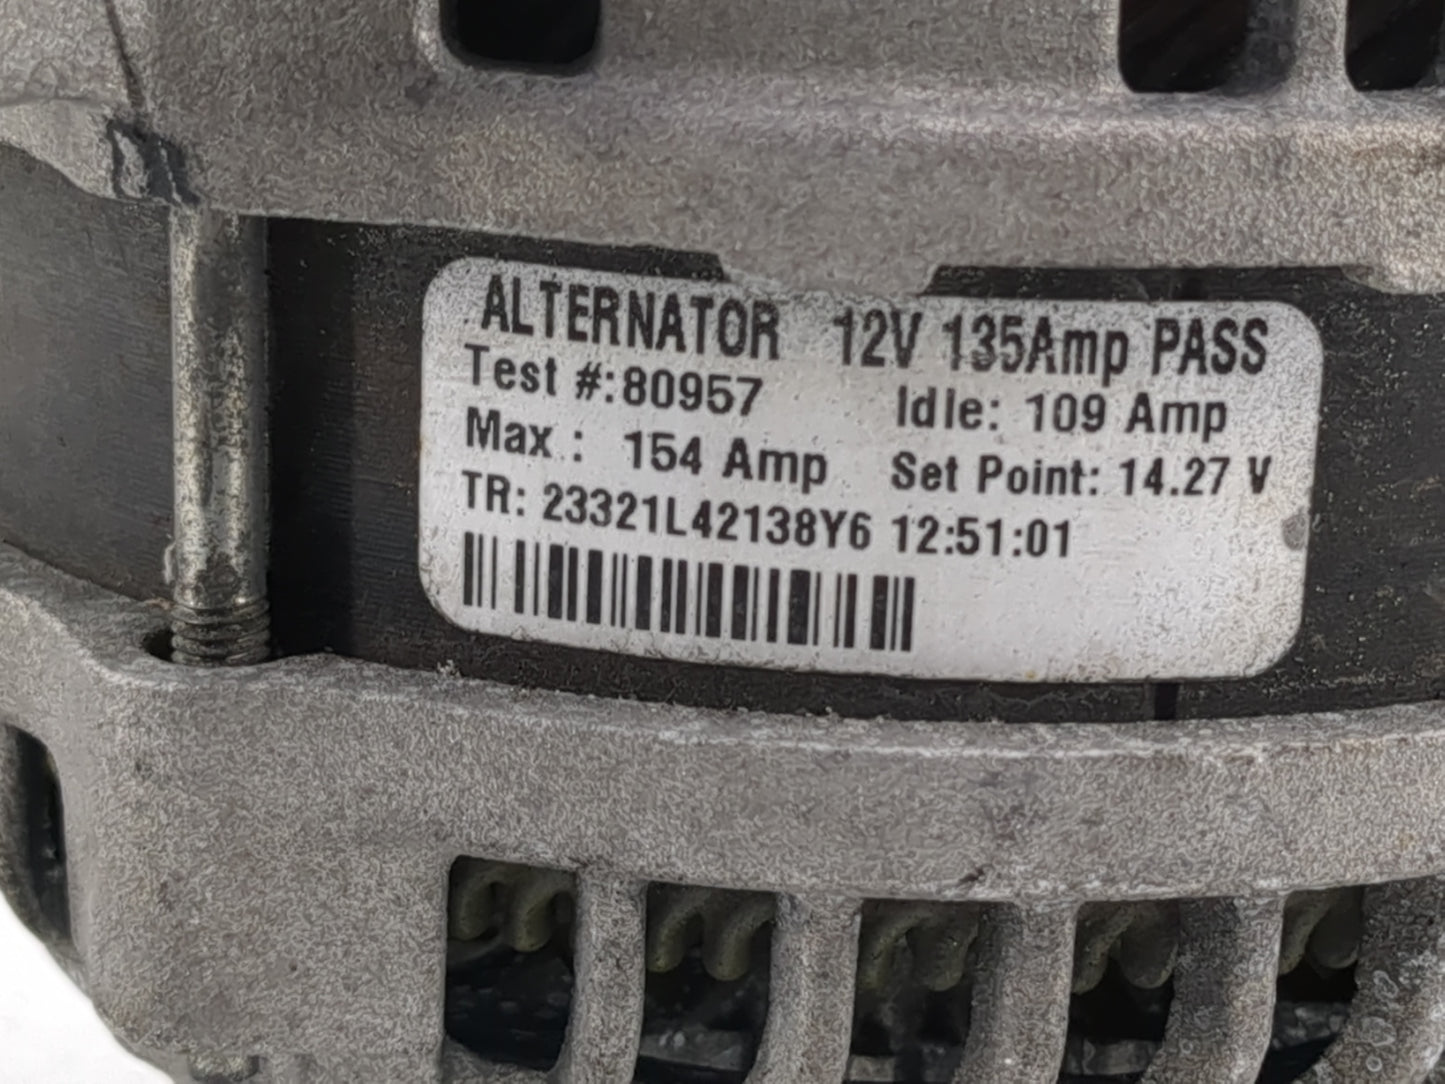 ALTERNATOR 12V 135Amp PASS
Test #:80957 Idle: 109 Amp
Max : 154 Amp Set Point: 14.27 V
TR: 23321L42138Y6 12:51:01